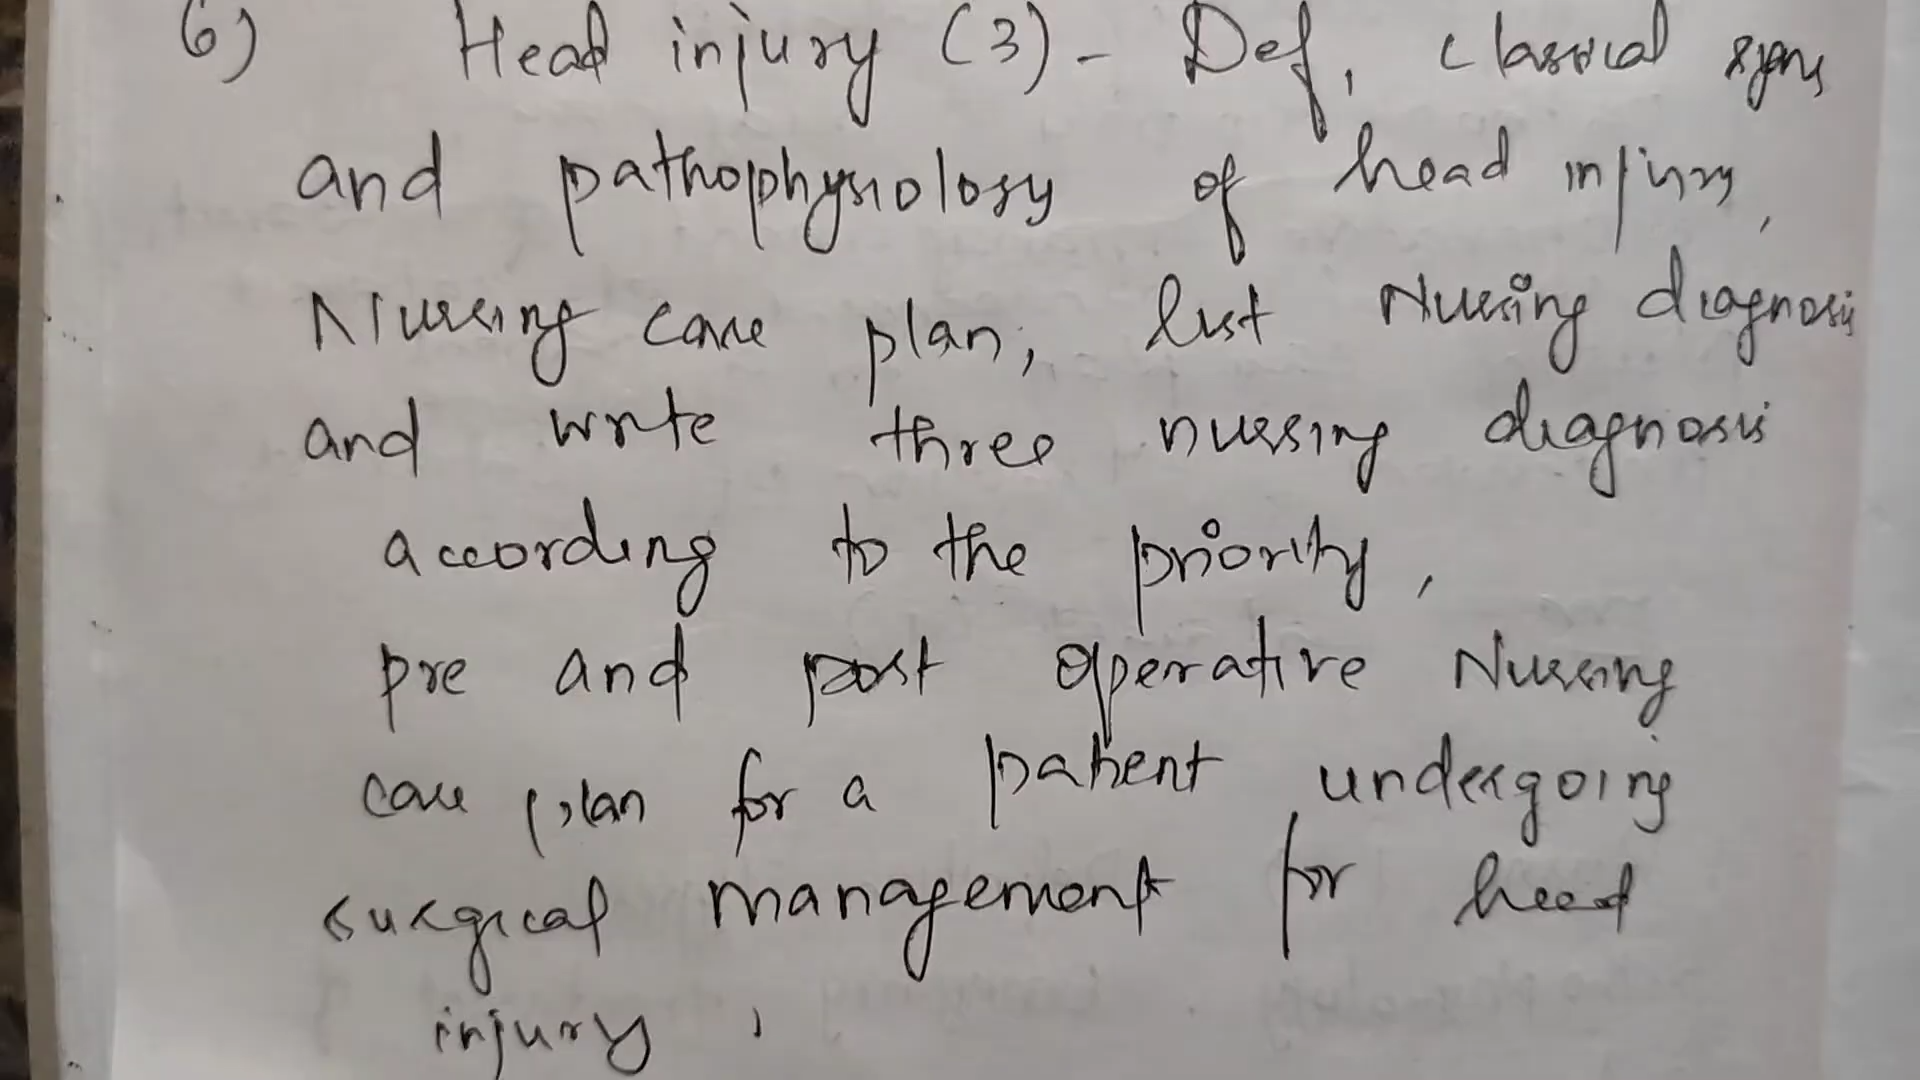 6) Head injury (3) - Def, classical signs
and pathophysiology of head injury,
Nursing care plan, list Nursing diagnosis
and write three nursing diagnosis
according to the priority,
pre and post operative Nursing
care plan for a patient undergoing
surgical management for head
injury,